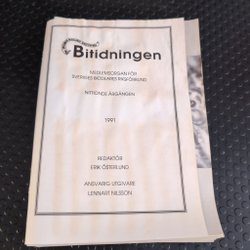 Bitidningen
MEDLEMSORGAN FÖR
SVERIGES BIODLARES RIKSFÖRBUND
NITTIONDE ÅRGÅNGEN
1991
REDAKTÖR
ERIK ÖSTERLUND
ANSVARIG UTGIVARE
LENNART NILSSON